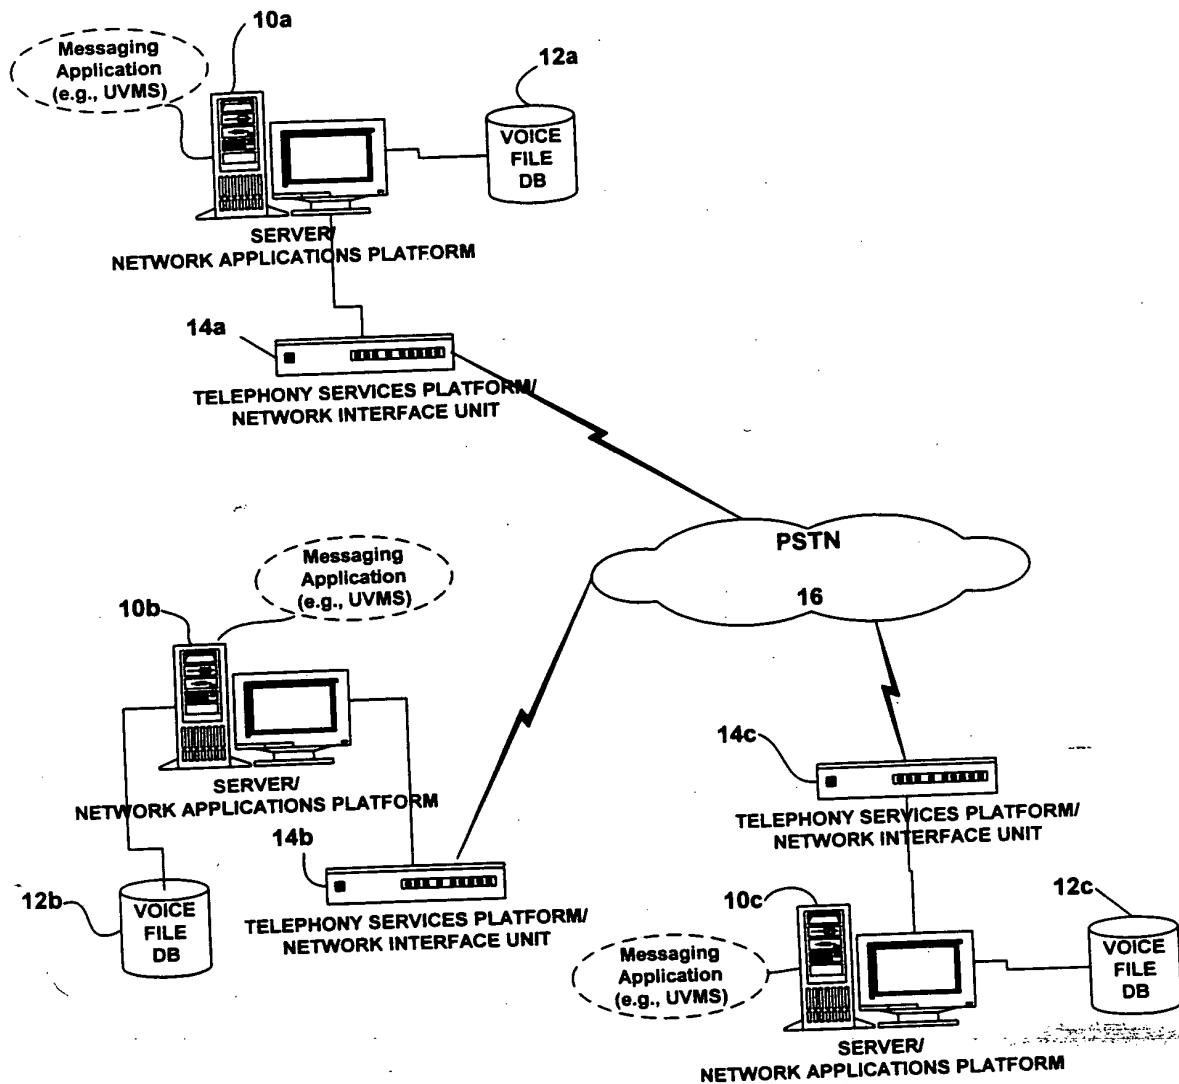 10a
Messaging
Application
(e.g., UVMS)
12a
VOICE
FILE
DB
SERVER/
NETWORK APPLICATIONS PLATFORM
14a
TELEPHONY SERVICES PLATFORM/
NETWORK INTERFACE UNIT
PSTN
16
Messaging
Application
(e.g., UVMS)
10b
SERVER/
NETWORK APPLICATIONS PLATFORM
14b
12b
VOICE
FILE
DB
TELEPHONY SERVICES PLATFORM/
NETWORK INTERFACE UNIT
14c
TELEPHONY SERVICES PLATFORM/
NETWORK INTERFACE UNIT
10c
12c
Messaging
Application
(e.g., UVMS)
VOICE
FILE
DB
SERVER/
NETWORK APPLICATIONS PLATFORM